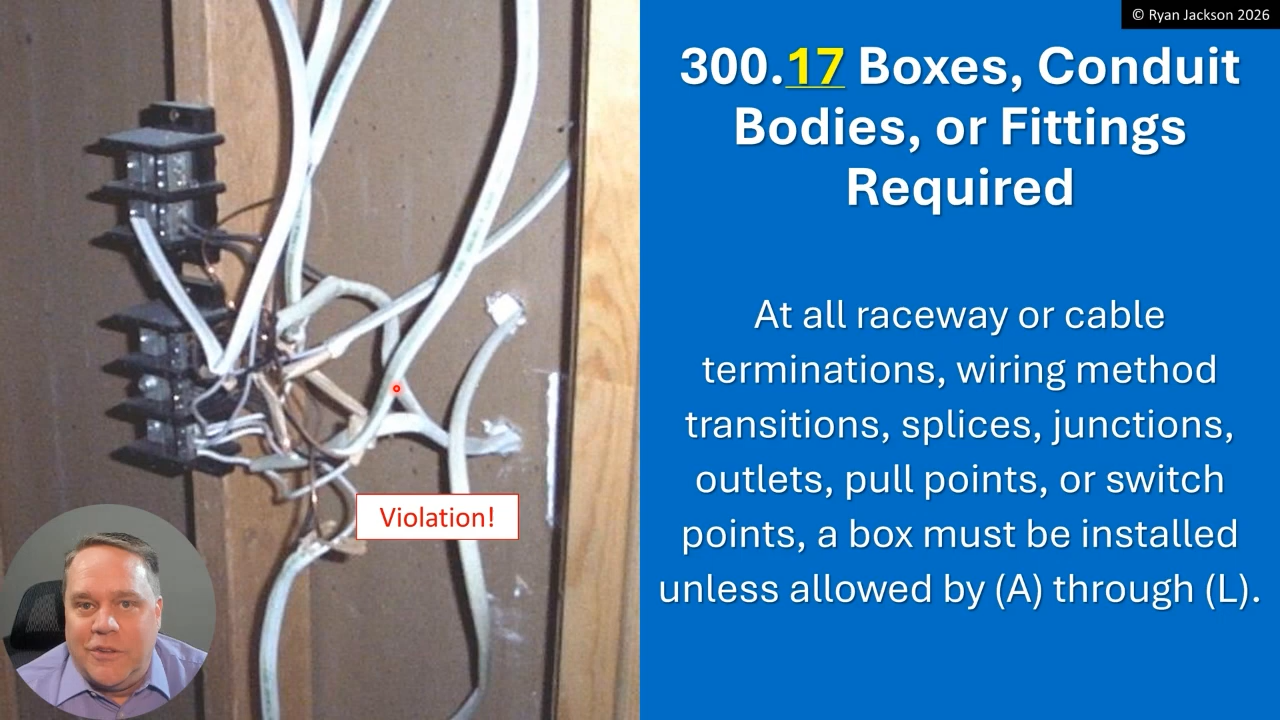 © Ryan Jackson 2026
300.17 Boxes, Conduit
Bodies, or Fittings
Required
At all raceway or cable
terminations, wiring method
transitions, splices, junctions,
outlets, pull points, or switch
points, a box must be installed
unless allowed by (A) through (L).
Violation!